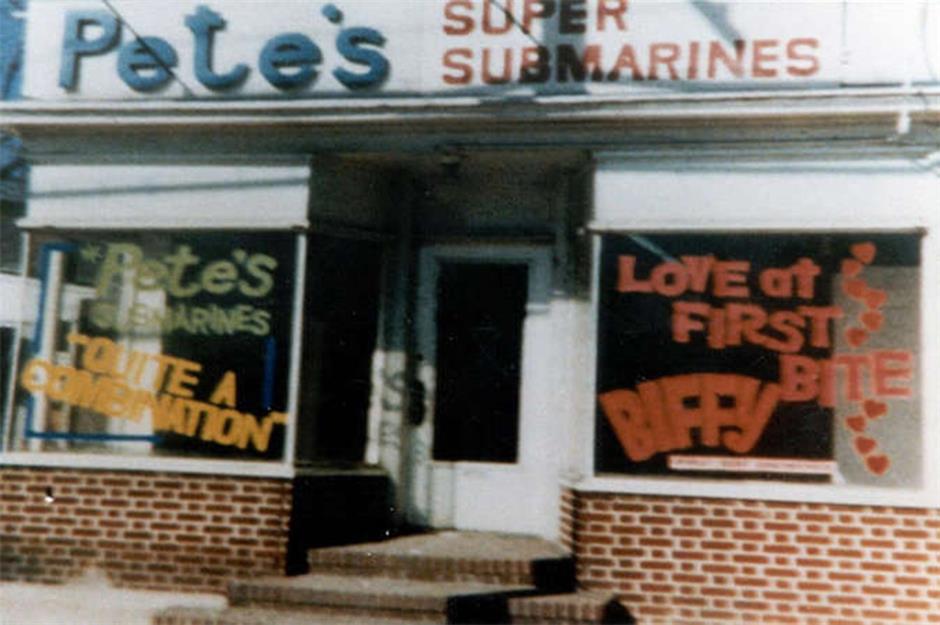 Pete's
SUPER
SUBMARINES
*Pete's
SUBMARINES
"QUITE A
COMBINATION"
LOVE at
FIRST
BITE
BIFFY